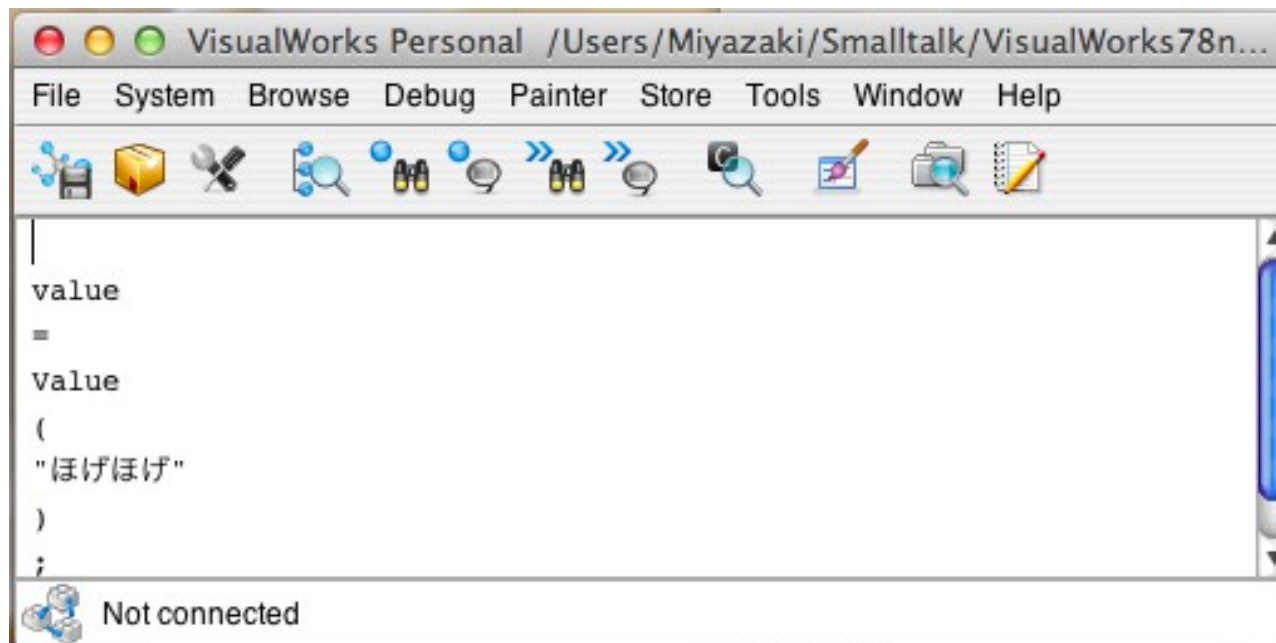 VisualWorks Personal /Users/Miyazaki/Smalltalk/VisualWorks78n...
File System Browse Debug Painter Store Tools Window Help
value
=
Value
(
"ほげほげ"
)
;
Not connected